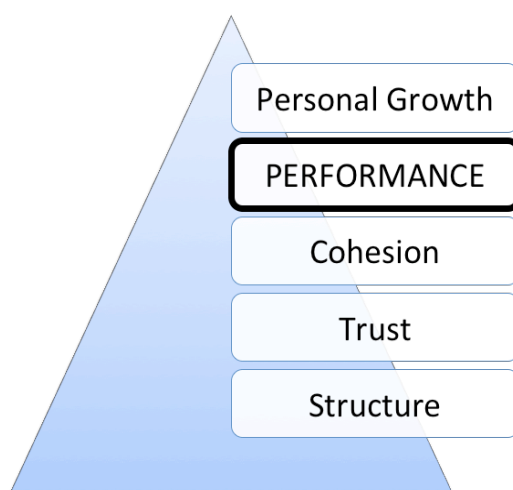 Personal Growth
PERFORMANCE
Cohesion
Trust
Structure